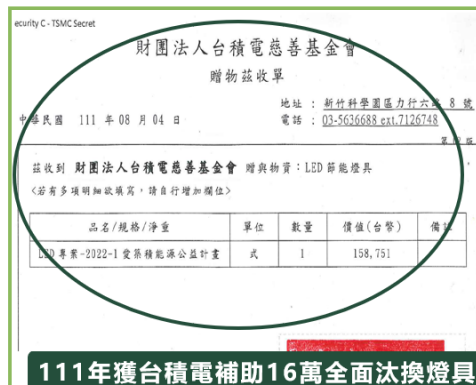 ecurity C - TSMC Secret
財團法人台積電慈善基金會
贈物茲收單
地址 : 新竹科學園區力行六路 8 號
中華民國 111 年 08 月 04 日
電話 : 03-5636688 ext.7126748
茲收到 財團法人台積電慈善基金會 贈與物資:LED 節能燈具
<若有多項明細欲填寫,請自行增加欄位>
品名/規格/淨重 單位 數量 價值(台幣) 備註
LED 專案-2022-1 愛築積能源公益計畫 式 1 158,751
111年獲台積電補助16萬全面汰換燈具